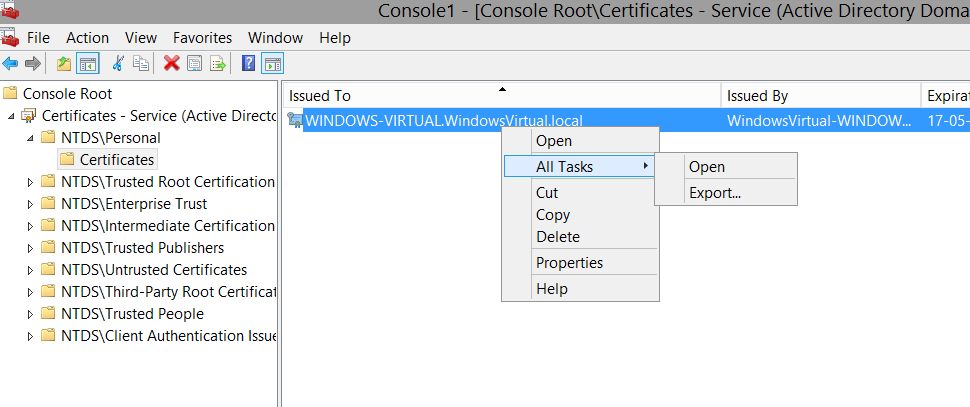 Console1 - [Console Root\Certificates - Service (Active Directory Doma
File Action View Favorites Window Help
Console Root
Certificates - Service (Active Directo
NTDS\Personal
Certificates
NTDS\Trusted Root Certification
NTDS\Enterprise Trust
NTDS\Intermediate Certification
NTDS\Trusted Publishers
NTDS\Untrusted Certificates
NTDS\Third-Party Root Certificat
NTDS\Trusted People
NTDS\Client Authentication Issue
Issued To Issued By Expirat
WINDOWS-VIRTUAL.WindowsVirtual.local WindowsVirtual-WINDOW... 17-05-
Open
All Tasks
Cut
Copy
Delete
Properties
Help
Open
Export...